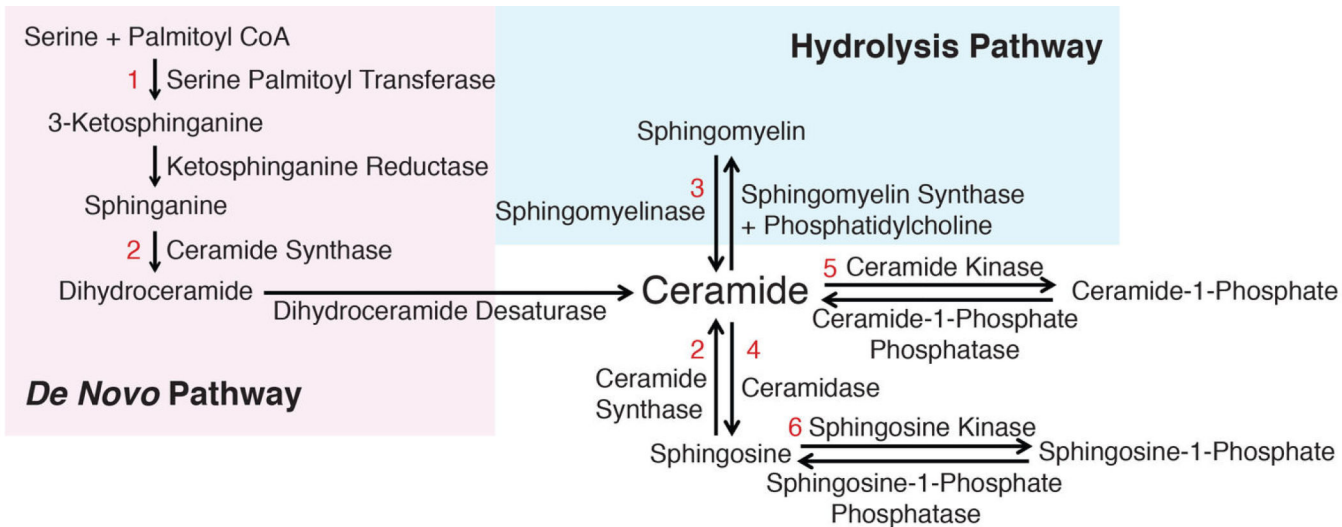 Serine + Palmitoyl CoA
1 Serine Palmitoyl Transferase
3-Ketosphinganine
Ketosphinganine Reductase
Sphinganine
2 Ceramide Synthase
Dihydroceramide
Dihydroceramide Desaturase
De Novo Pathway
Hydrolysis Pathway
Sphingomyelin
3
Sphingomyelinase
Sphingomyelin Synthase
+ Phosphatidylcholine
Ceramide
5 Ceramide Kinase
Ceramide-1-Phosphate
Ceramide-1-Phosphate
Phosphatase
2
Ceramide
Synthase
4
Ceramidase
Sphingosine
6 Sphingosine Kinase
Sphingosine-1-Phosphate
Sphingosine-1-Phosphate
Phosphatase